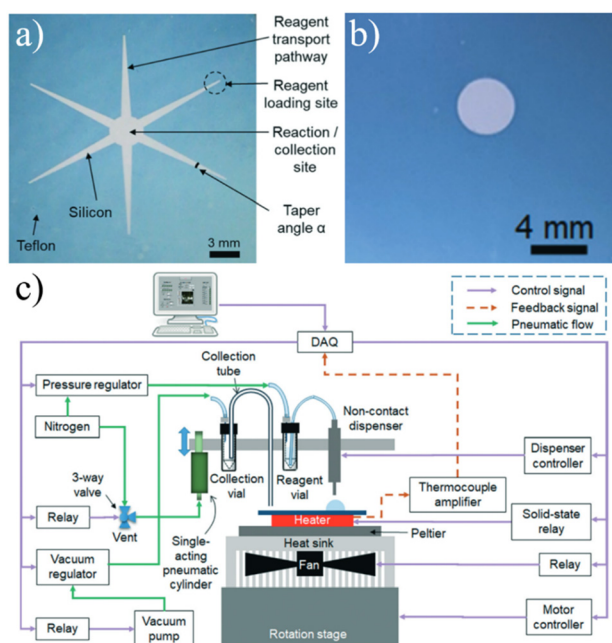 a)
Reagent
transport
pathway
Reagent
loading site
Reaction /
collection
site
Silicon
Taper
angle α
Teflon
3 mm
b)
4 mm
c)
Control signal
Feedback signal
Pneumatic flow
DAQ
Collection
tube
Pressure regulator
Nitrogen
Non-contact
dispenser
3-way
valve
Collection
vial
Reagent
vial
Dispenser
controller
Thermocouple
amplifier
Relay
Vent
Heater
Solid-state
relay
Peltier
Single-
acting
pneumatic
cylinder
Heat sink
Vacuum
regulator
Fan
Relay
Relay
Vacuum
pump
Motor
controller
Rotation stage